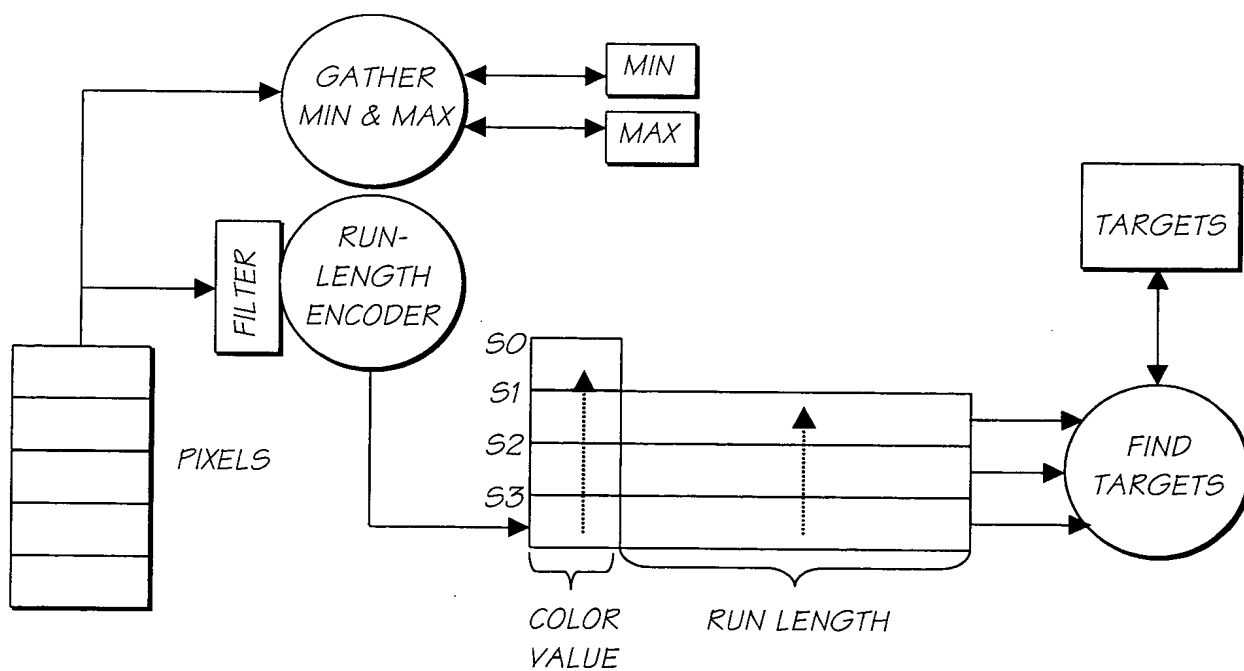 GATHER
MIN & MAX
MIN
MAX
TARGETS
FILTER
RUN-
LENGTH
ENCODER
S0
S1
S2
S3
PIXELS
FIND
TARGETS
COLOR
VALUE
RUN LENGTH